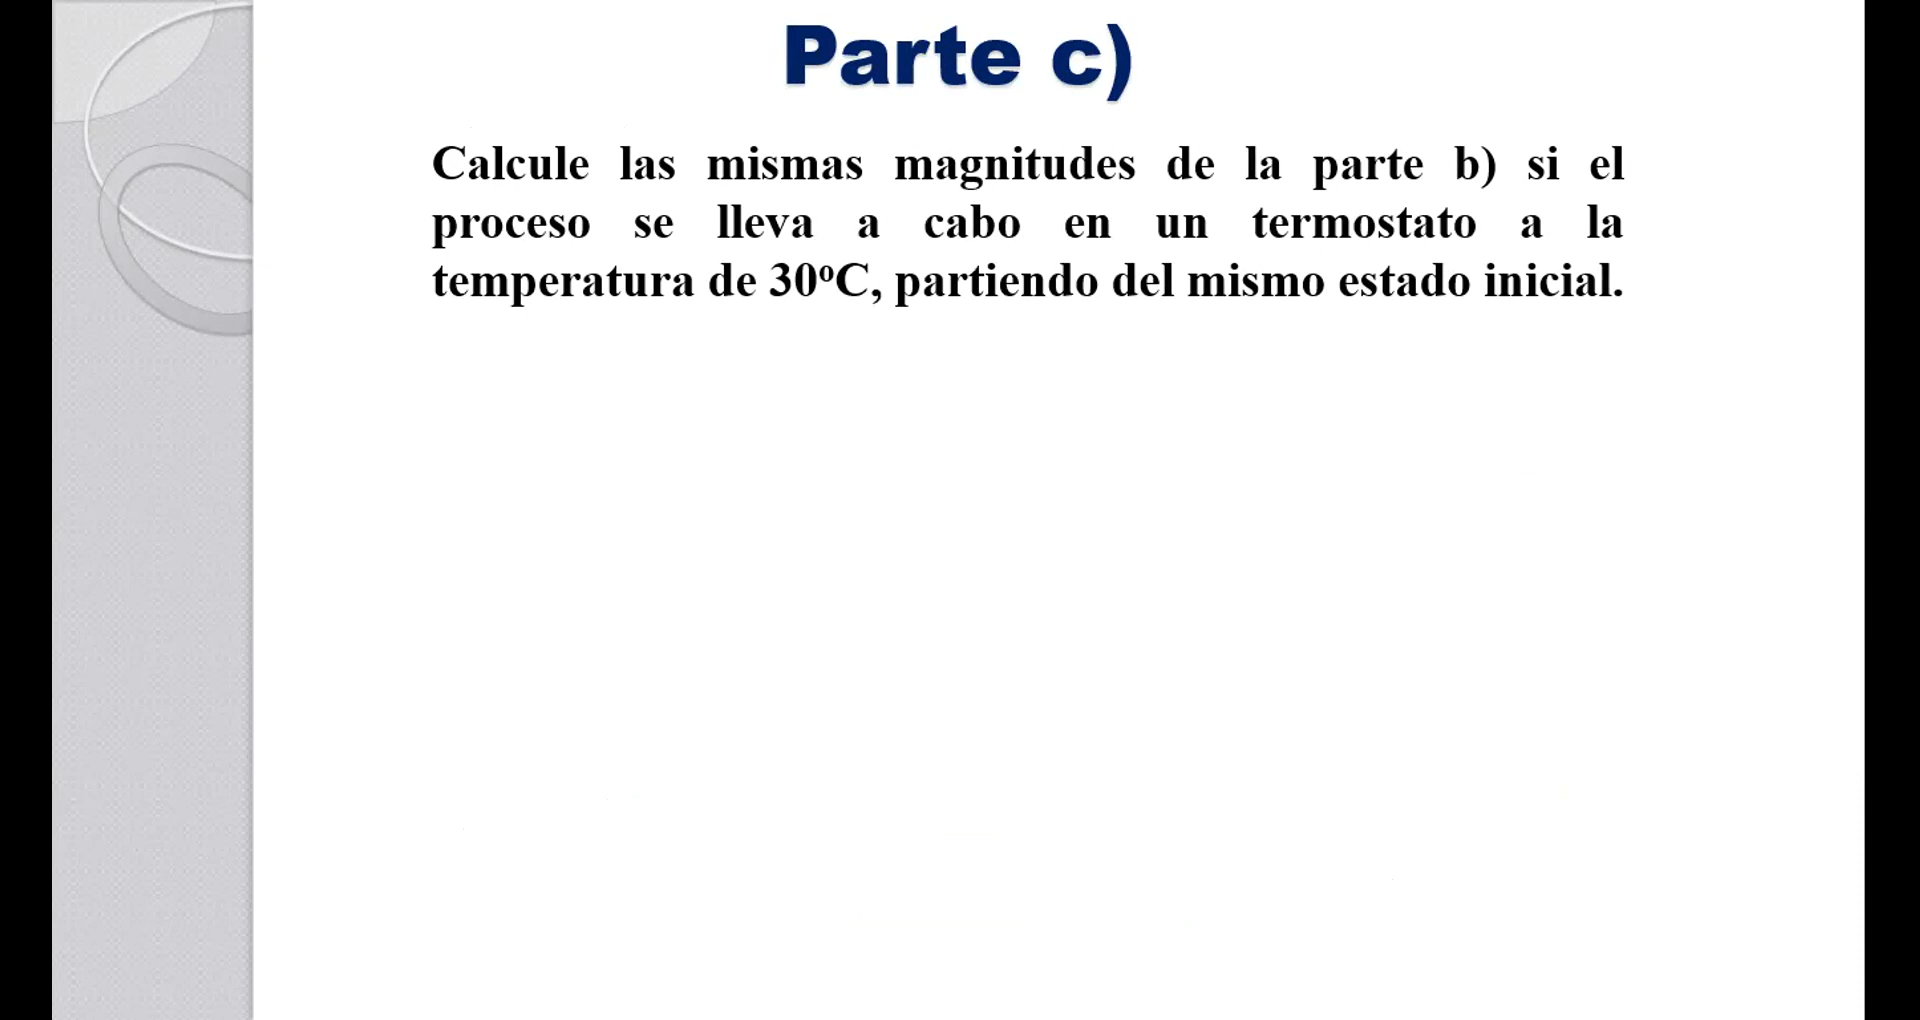 Parte c)
Calcule las mismas magnitudes de la parte b) si el
proceso se lleva a cabo en un termostato a la
temperatura de 30ºC, partiendo del mismo estado inicial.